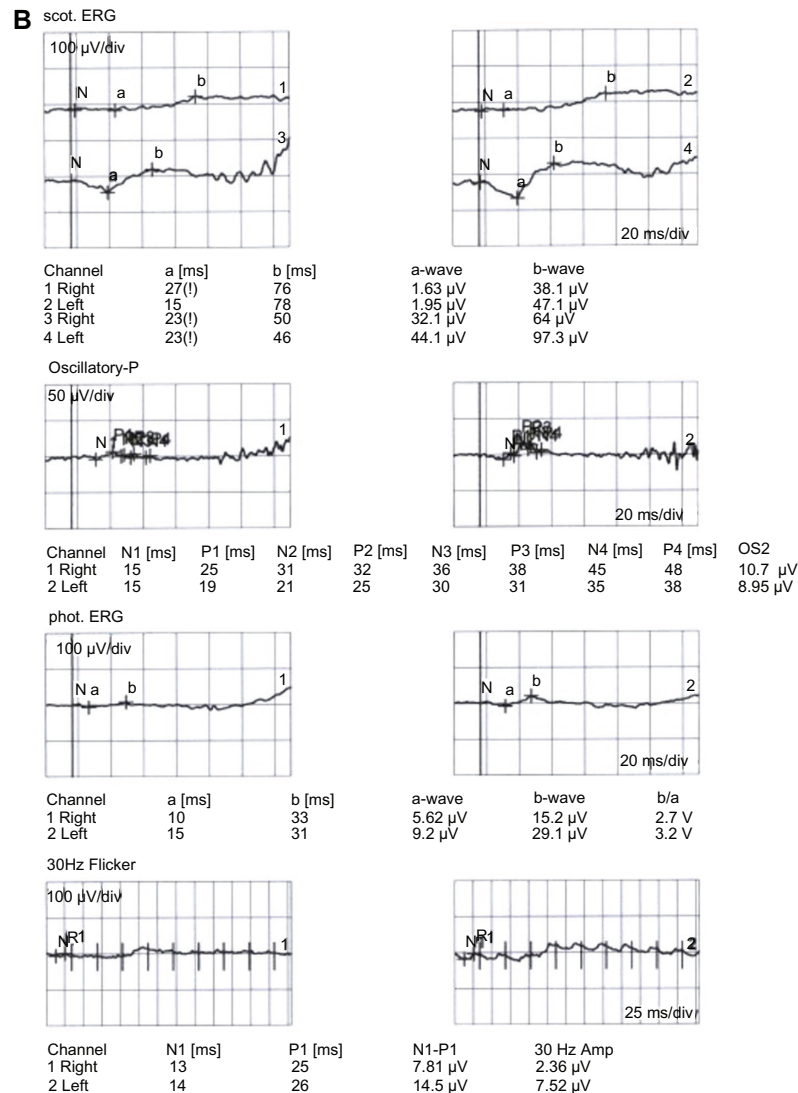 B scot. ERG
100 µV/div
N a b 1
N a b 2
N a b 3
N a b 4
20 ms/div
Channel a [ms] b [ms] a-wave b-wave
1 Right 27(!) 76 1.63 µV 38.1 µV
2 Left 15 78 1.95 µV 47.1 µV
3 Right 23(!) 50 32.1 µV 64 µV
4 Left 23(!) 46 44.1 µV 97.3 µV
Oscillatory-P
50 µV/div
N 1
2
20 ms/div
Channel N1 [ms] P1 [ms] N2 [ms] P2 [ms] N3 [ms] P3 [ms] N4 [ms] P4 [ms] OS2
1 Right 15 25 31 32 36 38 45 48 10.7 µV
2 Left 15 19 21 25 30 31 35 38 8.95 µV
phot. ERG
100 µV/div
N a b 1
N a b 2
20 ms/div
Channel a [ms] b [ms] a-wave b-wave b/a
1 Right 10 33 5.62 µV 15.2 µV 2.7 V
2 Left 15 31 9.2 µV 29.1 µV 3.2 V
30Hz Flicker
100 µV/div
1
2
25 ms/div
Channel N1 [ms] P1 [ms] N1-P1 30 Hz Amp
1 Right 13 25 7.81 µV 2.36 µV
2 Left 14 26 14.5 µV 7.52 µV